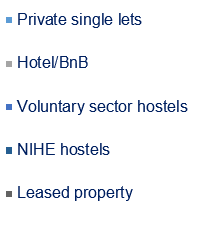 Private single lets
Hotel/BnB
Voluntary sector hostels
NIHE hostels
Leased property